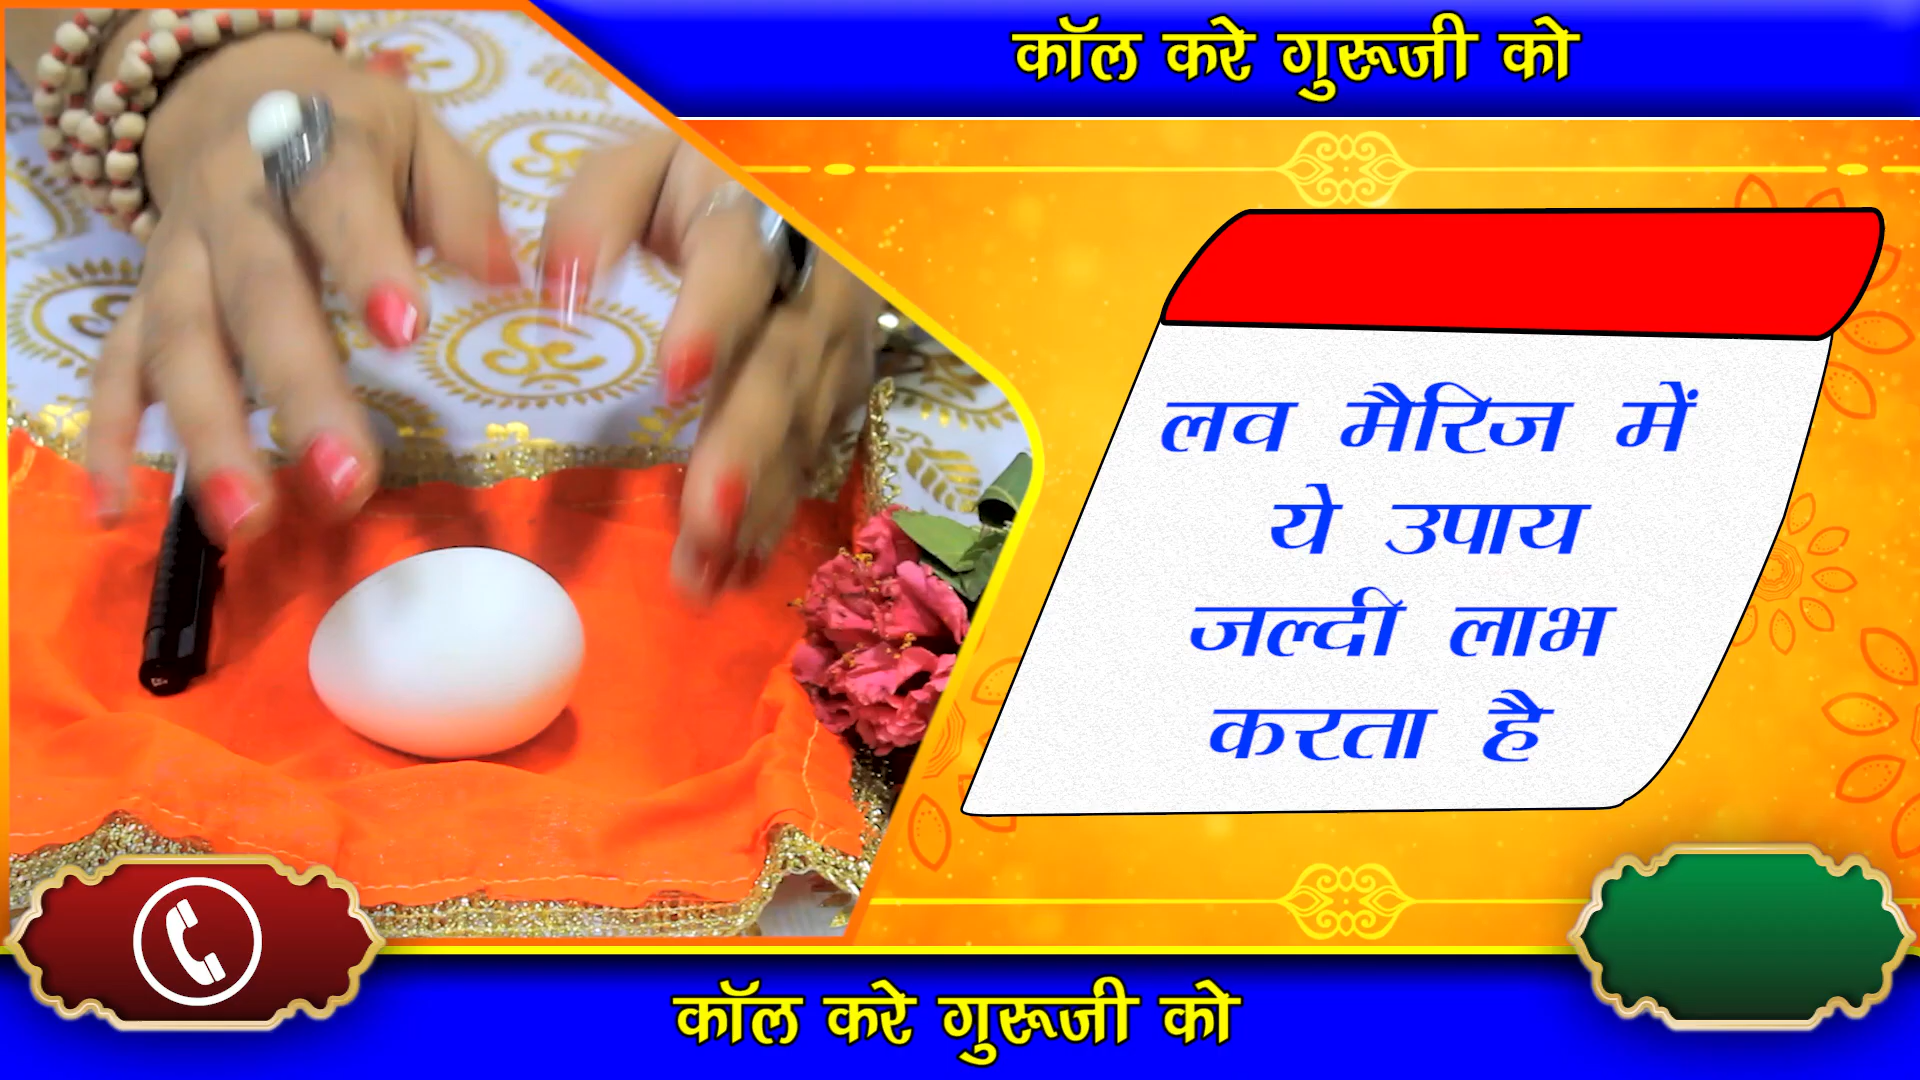 कॉल करे गुरूजी को
लव मैरिज में
ये उपाय
जल्दी लाभ
करता है
कॉल करे गुरूजी को